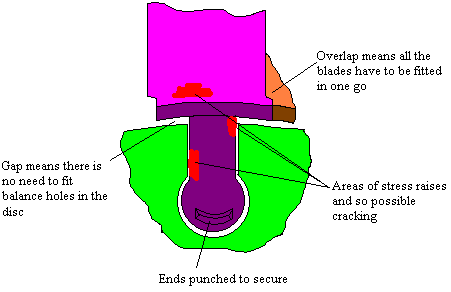 Overlap means all the
blades have to be fitted
in one go
Gap means there is
no need to fit
balance holes in the
disc
Areas of stress raises
and so possible
cracking
Ends punched to secure